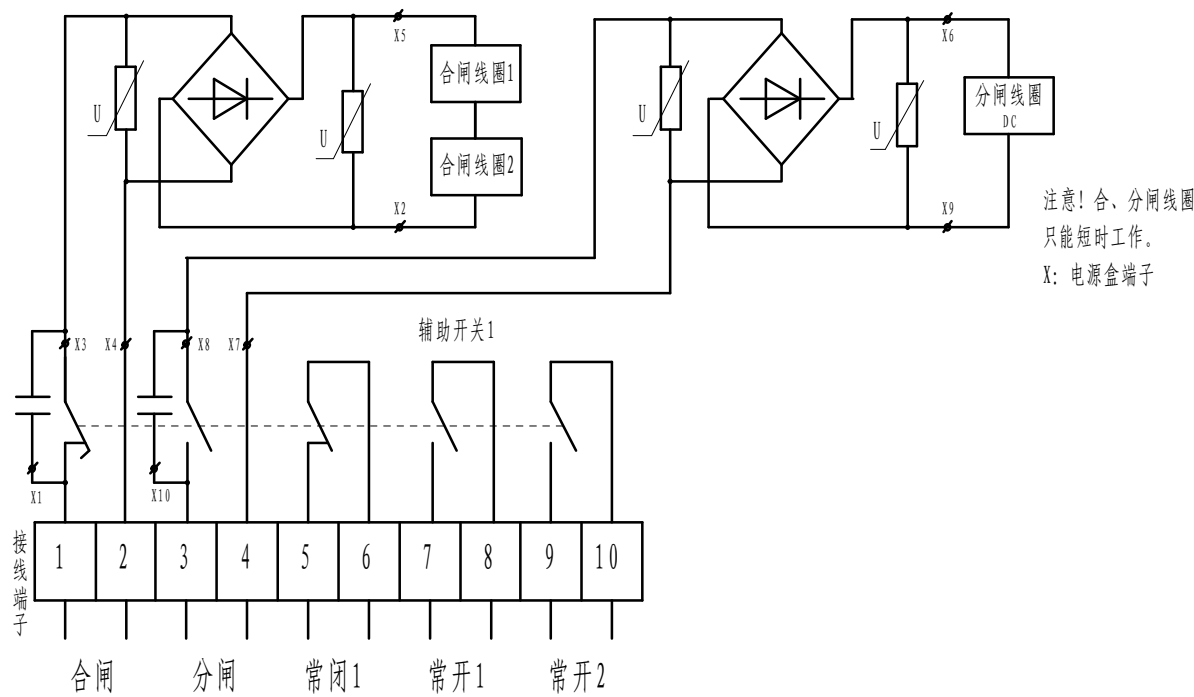 X5
X6
合闸线圈1
U
U
合闸线圈2
X2
U
U
分闸线圈
DC
X9
注意！合、分闸线圈
只能短时工作。
X：电源盒端子
辅助开关1
X3
X4
X8
X7
X1
X10
接线端子
1 2 3 4 5 6 7 8 9 10
合闸 分闸 常闭1 常开1 常开2